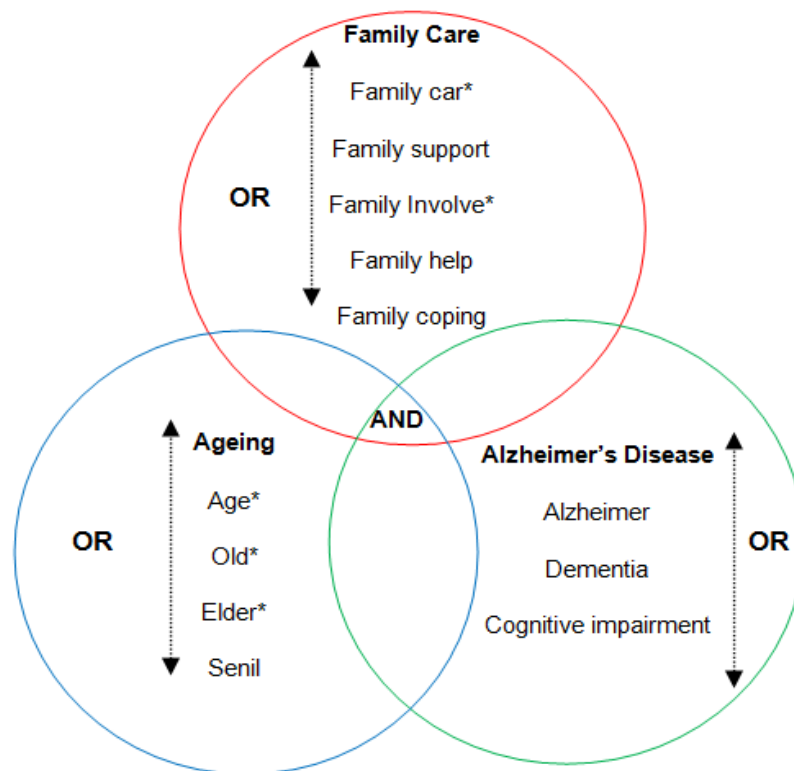 Family Care
Family car*
Family support
OR
Family Involve*
Family help
Family coping
AND
Ageing
Age*
OR
Old*
Elder*
Senil
Alzheimer's Disease
Alzheimer
OR
Dementia
Cognitive impairment